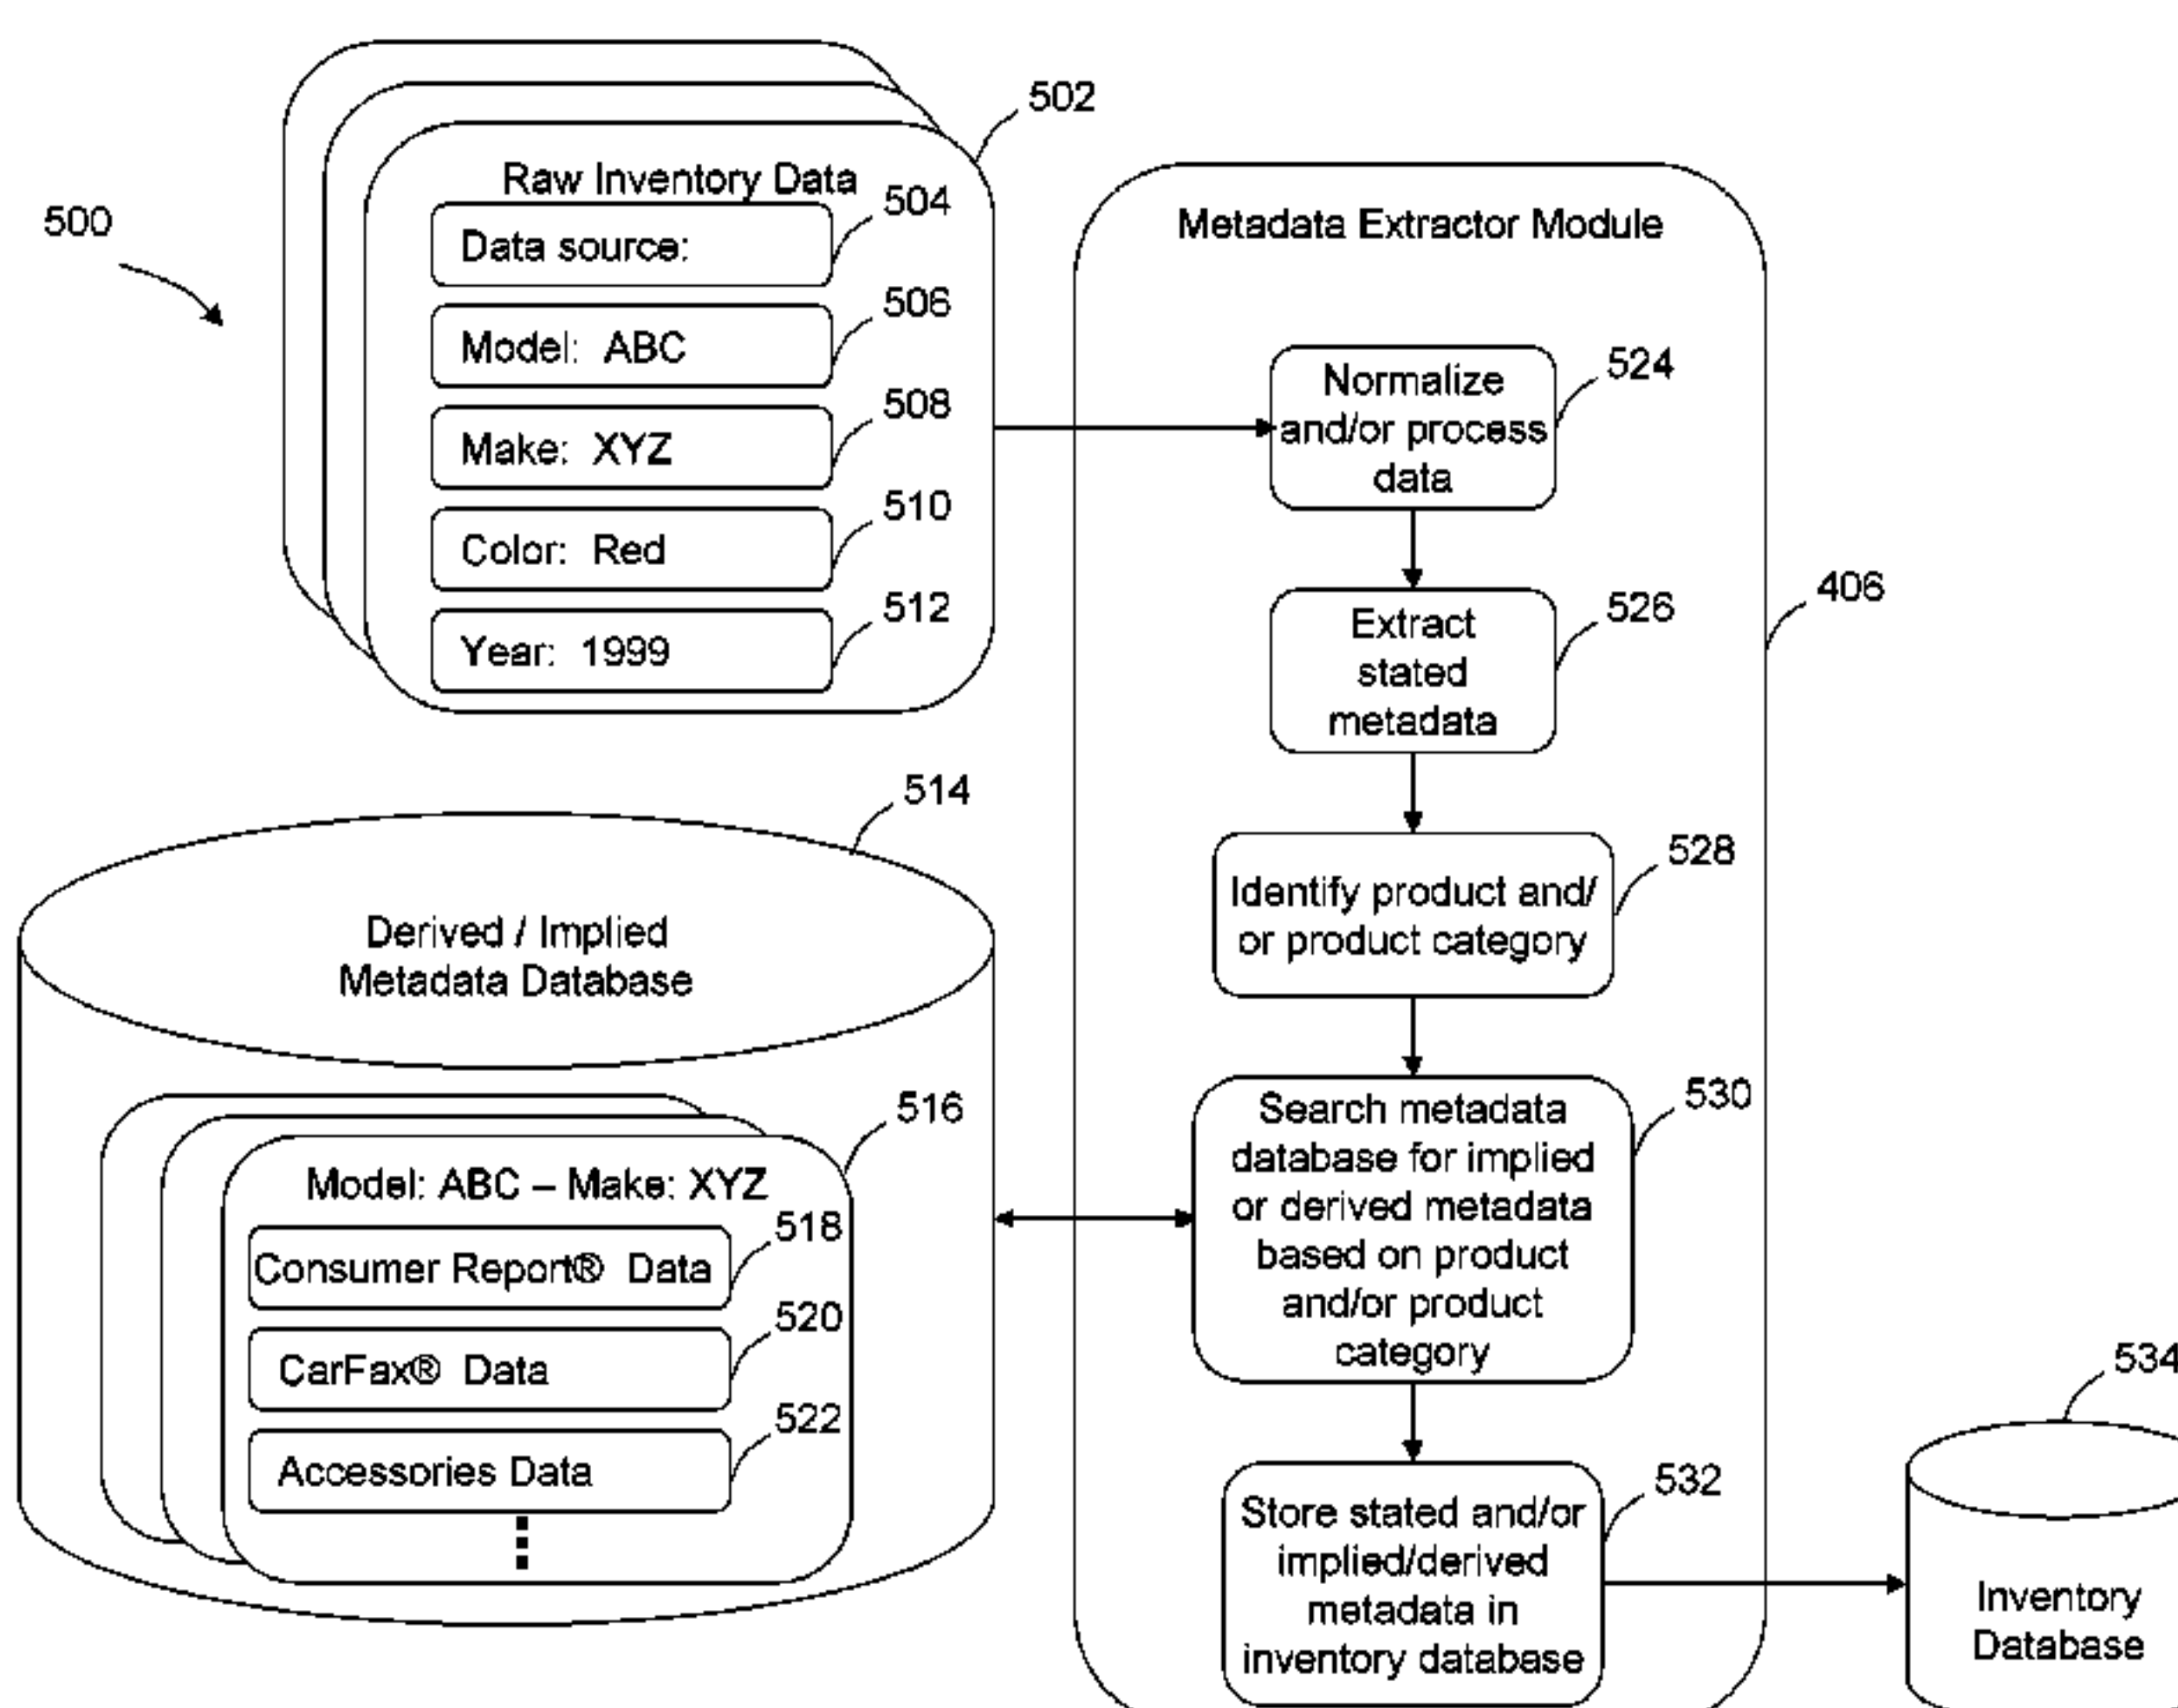 500
502
Raw Inventory Data
504
Data source:
506
Model: ABC
508
Make: XYZ
510
Color: Red
512
Year: 1999
514
Derived / Implied
Metadata Database
516
Model: ABC – Make: XYZ
518
Consumer Report® Data
520
CarFax® Data
522
Accessories Data
Metadata Extractor Module
406
524
Normalize
and/or process
data
526
Extract
stated
metadata
528
Identify product and/
or product category
530
Search metadata
database for implied
or derived metadata
based on product
and/or product
category
532
Store stated and/or
implied/derived
metadata in
inventory database
534
Inventory
Database